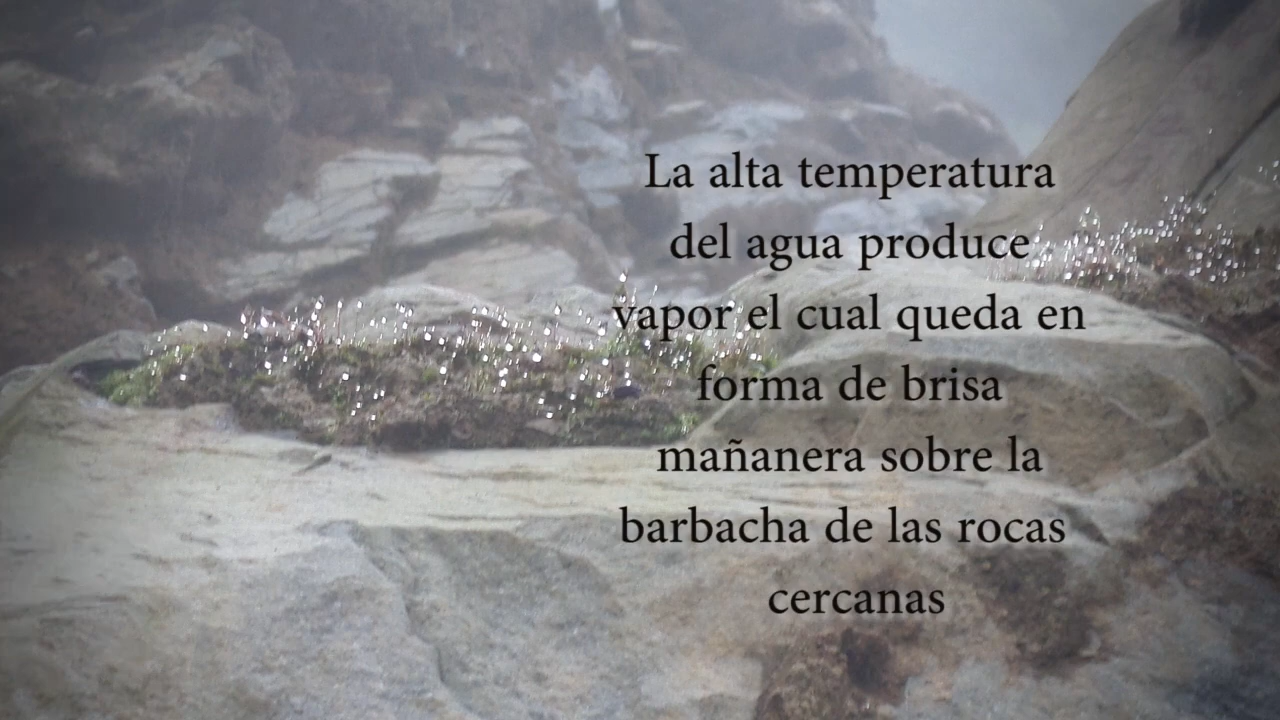 La alta temperatura
del agua produce
vapor el cual queda en
forma de brisa
mañanera sobre la
barbacha de las rocas
cercanas